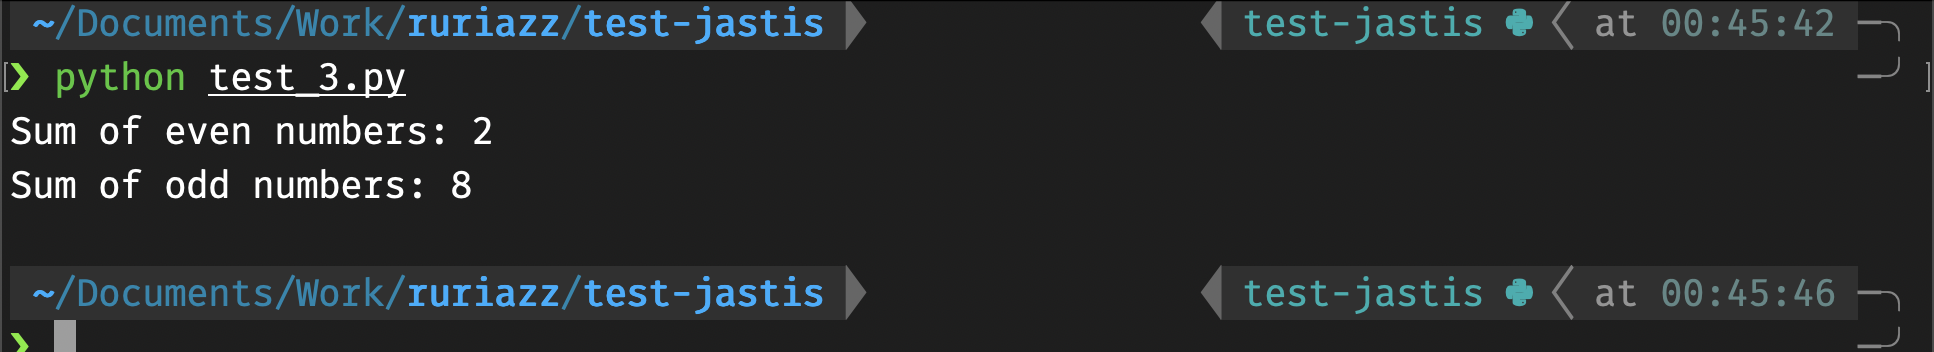 ~/Documents/Work/ruriazz/test-jastis test-jastis at 00:45:42
❯ python test_3.py
Sum of even numbers: 2
Sum of odd numbers: 8
~/Documents/Work/ruriazz/test-jastis test-jastis at 00:45:46
❯